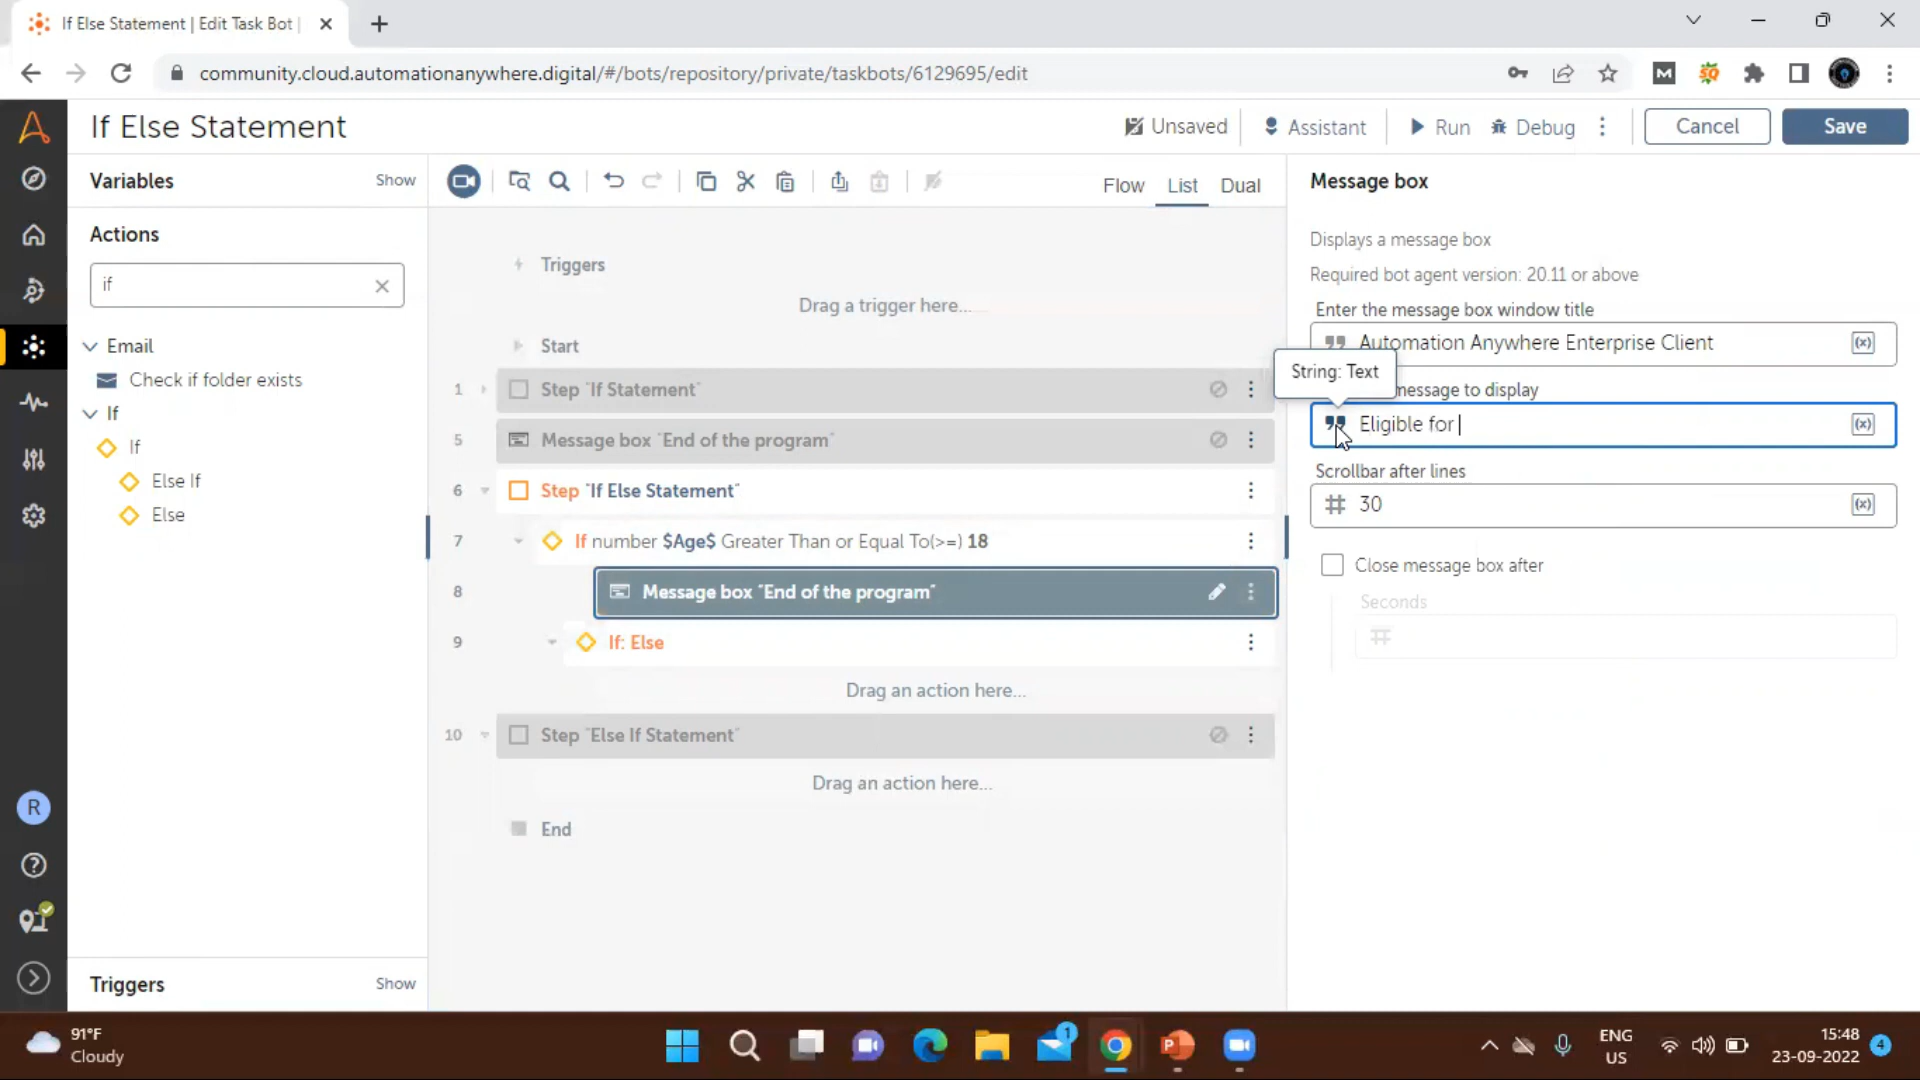 If Else Statement | Edit Task Bot |
community.cloud.automationanywhere.digital/#/bots/repository/private/taskbots/6129695/edit
If Else Statement
Unsaved
Assistant
Run
Debug
Cancel
Save
Variables
Show
Actions
if
Email
Check if folder exists
If
If
Else If
Else
Triggers
Show
Flow
List
Dual
Triggers
Drag a trigger here...
Start
1
Step "If Statement"
5
Message box "End of the program"
6
Step "If Else Statement"
7
If number $Age$ Greater Than or Equal To(>=) 18
8
Message box "End of the program"
9
If: Else
Drag an action here...
10
Step "Else If Statement"
Drag an action here...
End
Message box
Displays a message box
Required bot agent version: 20.11 or above
Enter the message box window title
Automation Anywhere Enterprise Client
(x)
String: Text
message to display
Eligible for
(x)
Scrollbar after lines
30
(x)
Close message box after
Seconds
R
91°F
Cloudy
1
ENG
US
15:48
23-09-2022
4